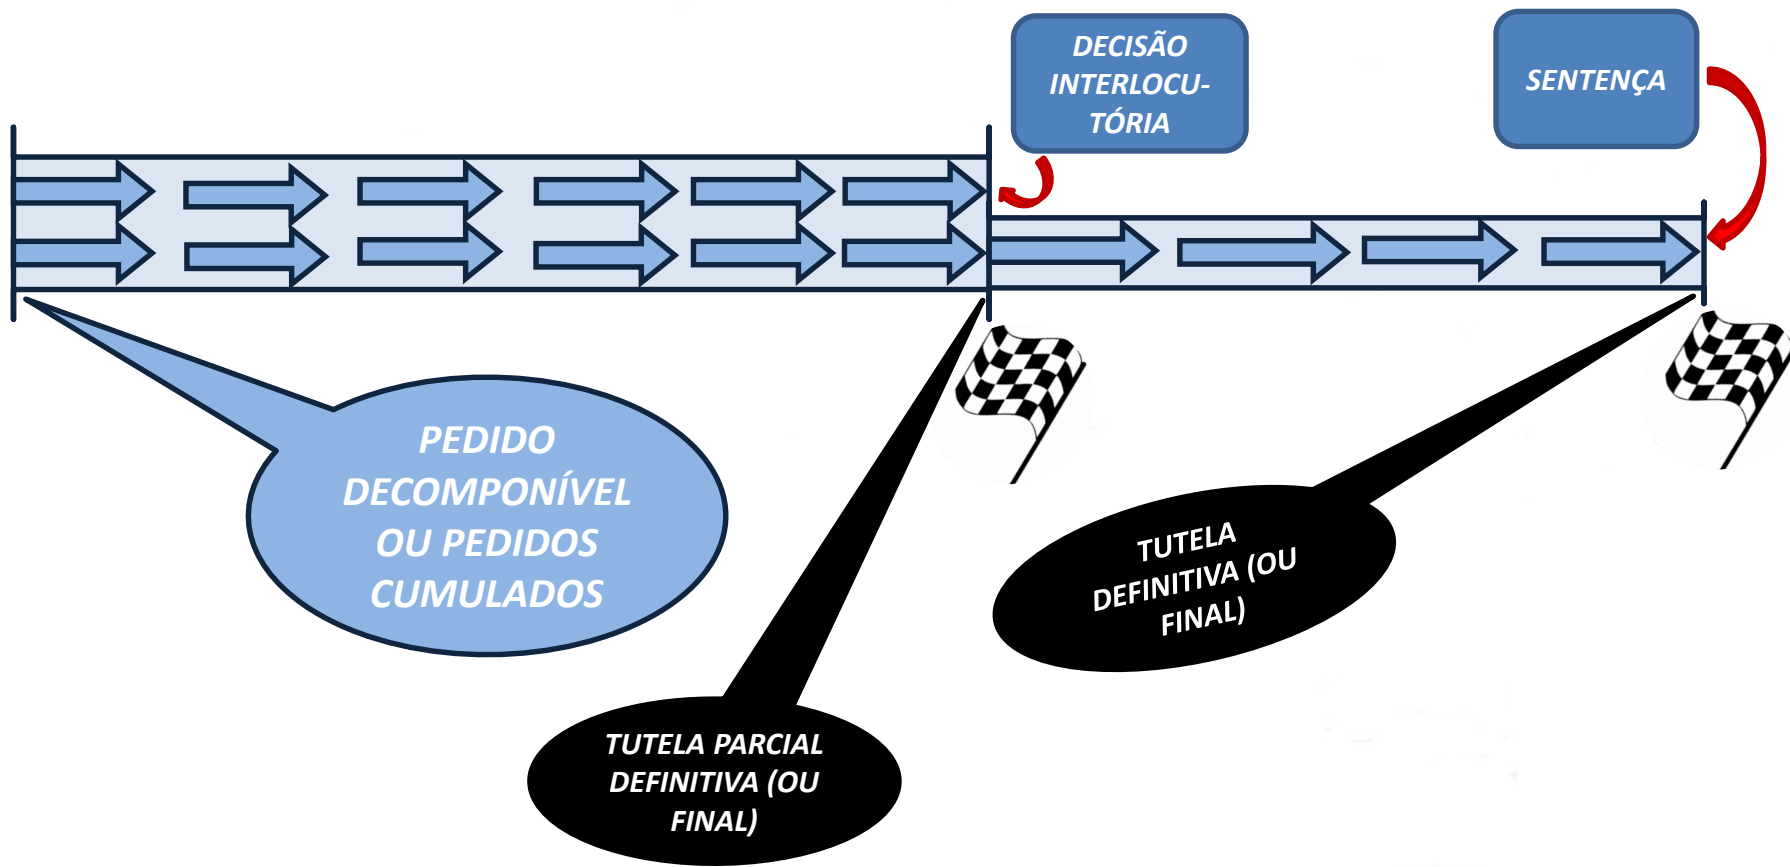 DECISÃO
INTERLOCU-
TÓRIA
SENTENÇA
PEDIDO
DECOMPONÍVEL
OU PEDIDOS
CUMULADOS
TUTELA
DEFINITIVA (OU
FINAL)
TUTELA PARCIAL
DEFINITIVA (OU
FINAL)